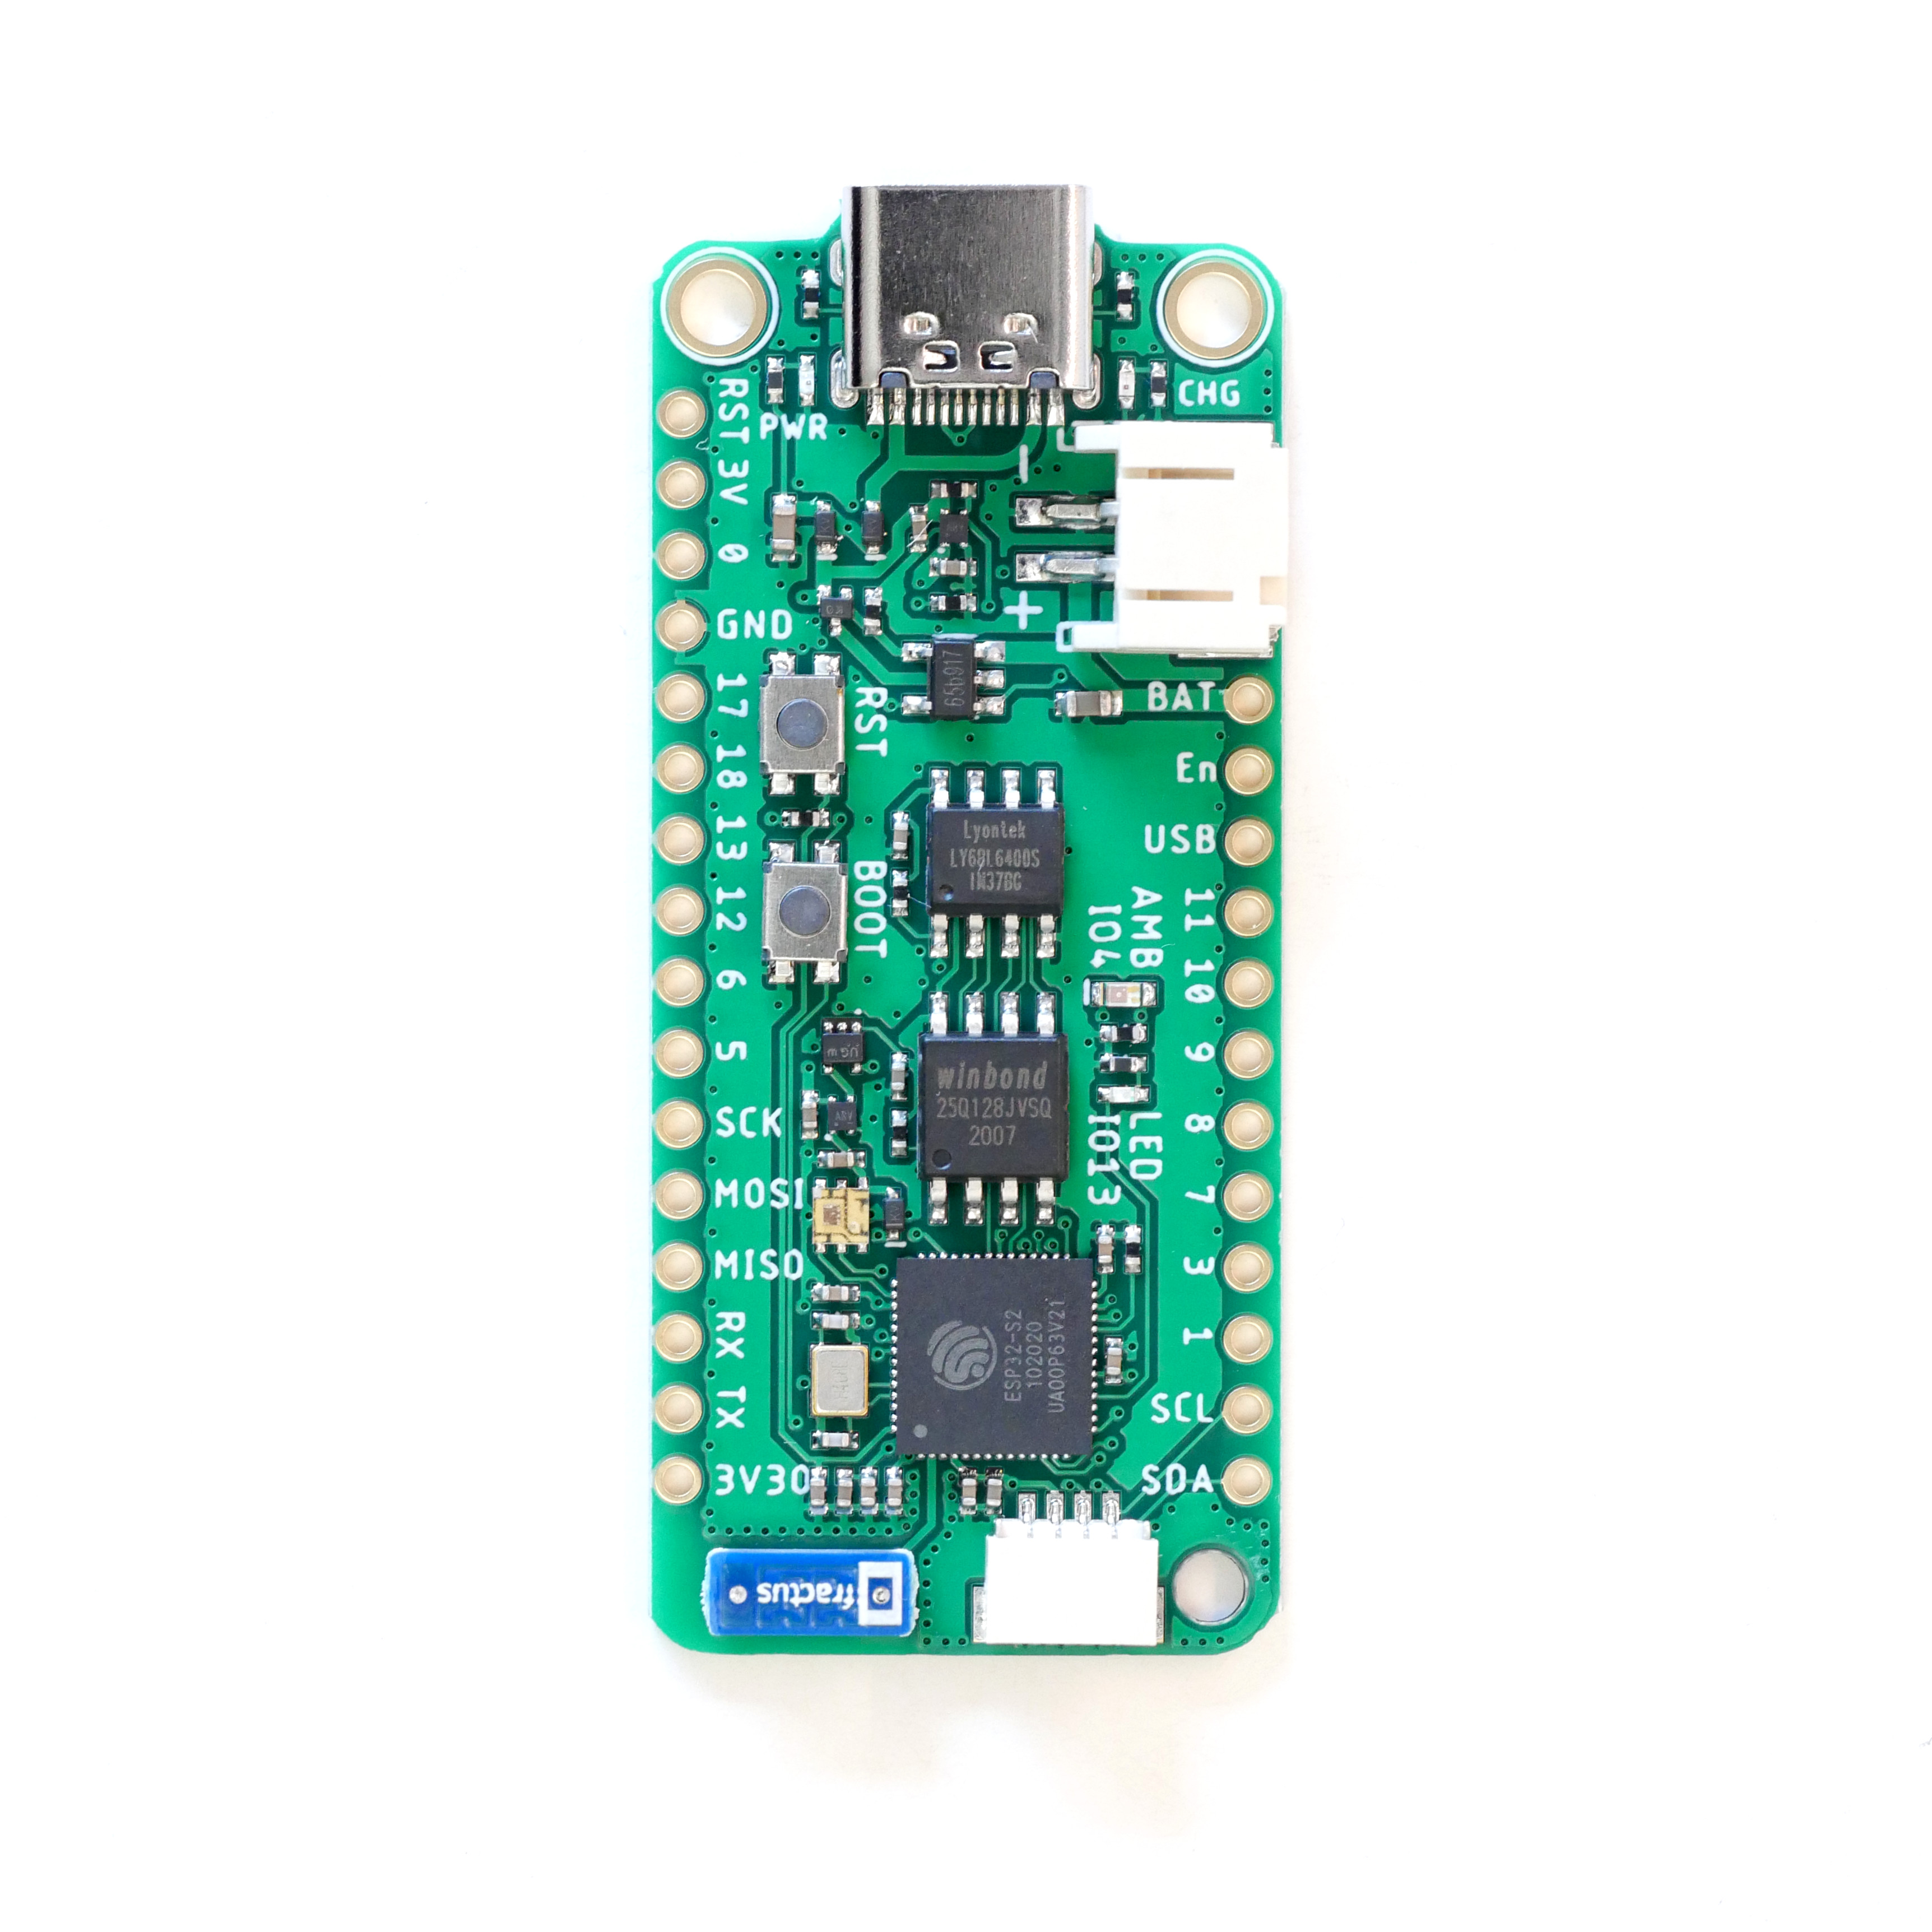 CHG
PWR
RST
3V
0
GND
17
18
13
12
6
5
SCK
MOSI
MISO
RX
TX
3V3O
-
+
RST
BOOT
65b917
Lyontek
LY68L6400S
winbond
25Q128JVSQ
2007
ESP32-S2
102020
UA00P63V21
AMB
IO4
LED
IO13
BAT
En
USB
11
10
9
8
7
3
1
SCL
SDA
fractus